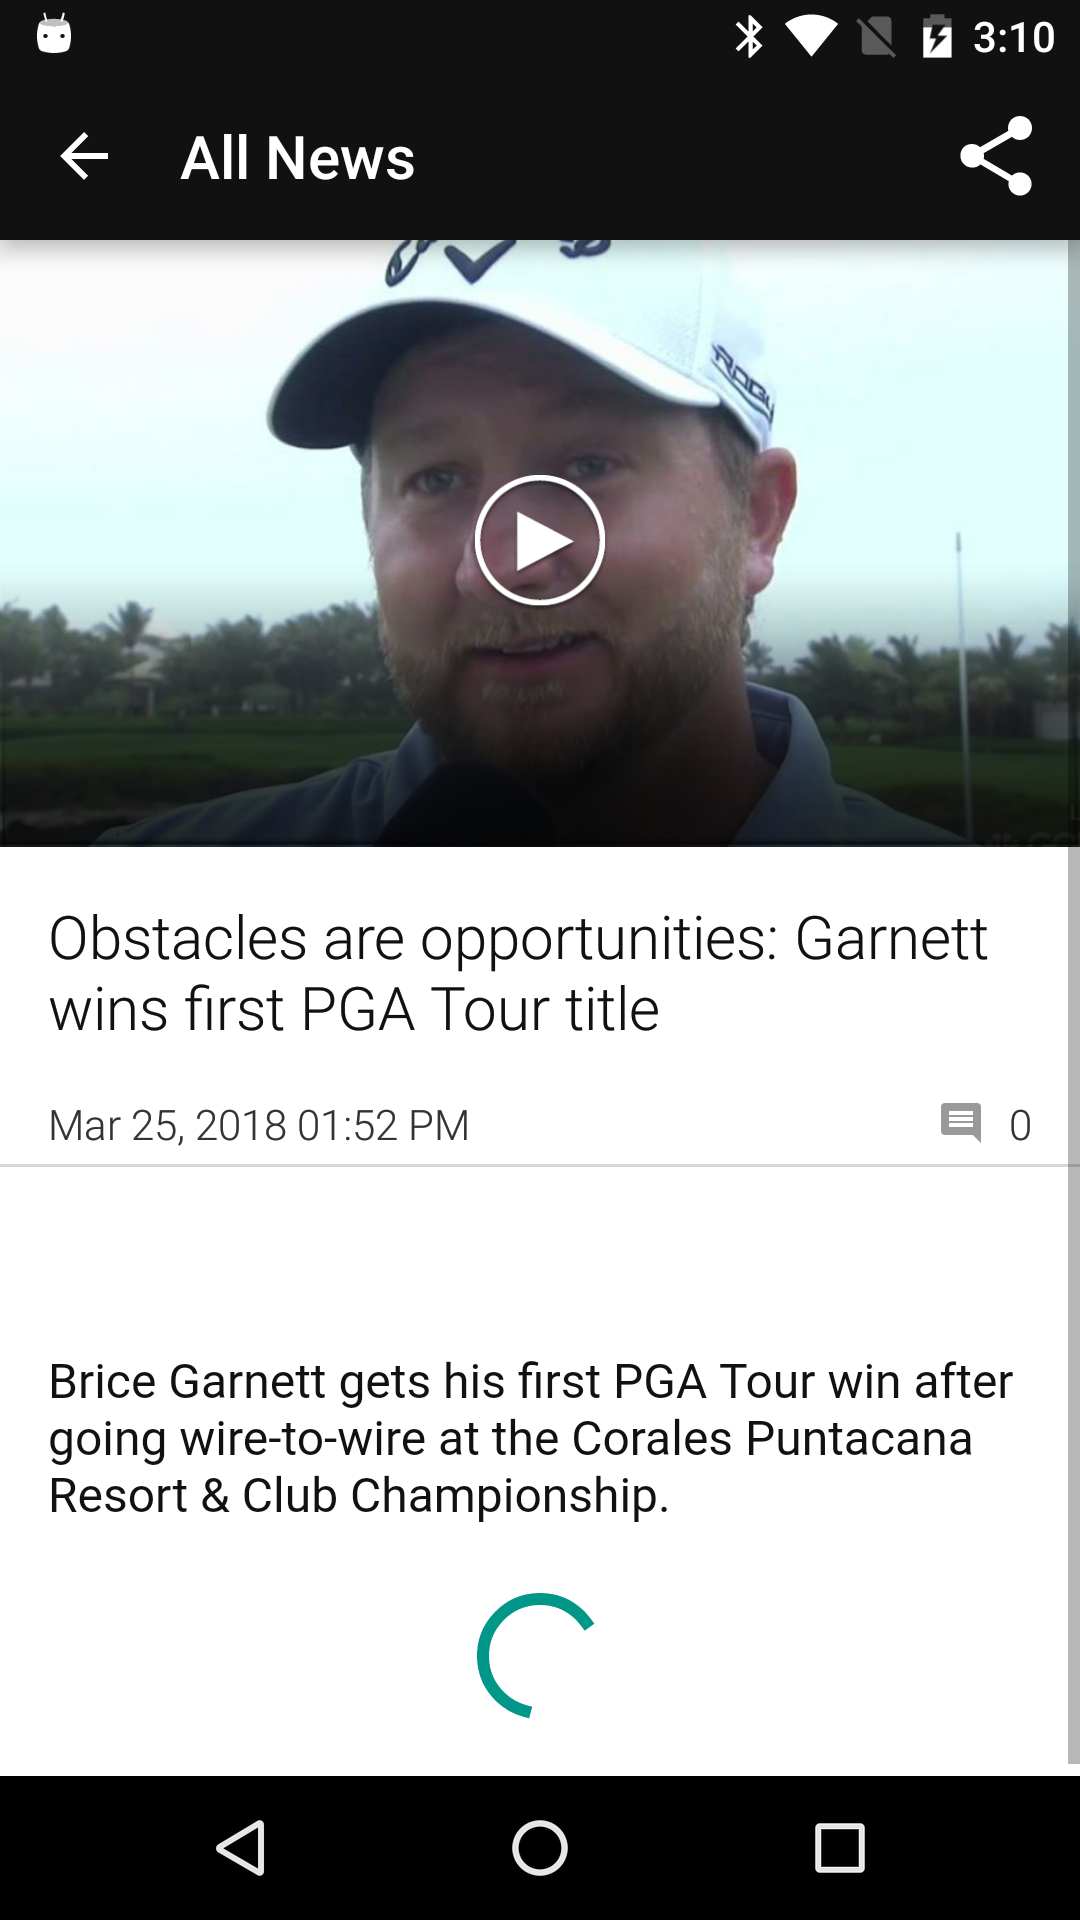 3:10
All News
Obstacles are opportunities: Garnett
wins first PGA Tour title
Mar 25, 2018 01:52 PM
0
Brice Garnett gets his first PGA Tour win after
going wire-to-wire at the Corales Puntacana
Resort & Club Championship.